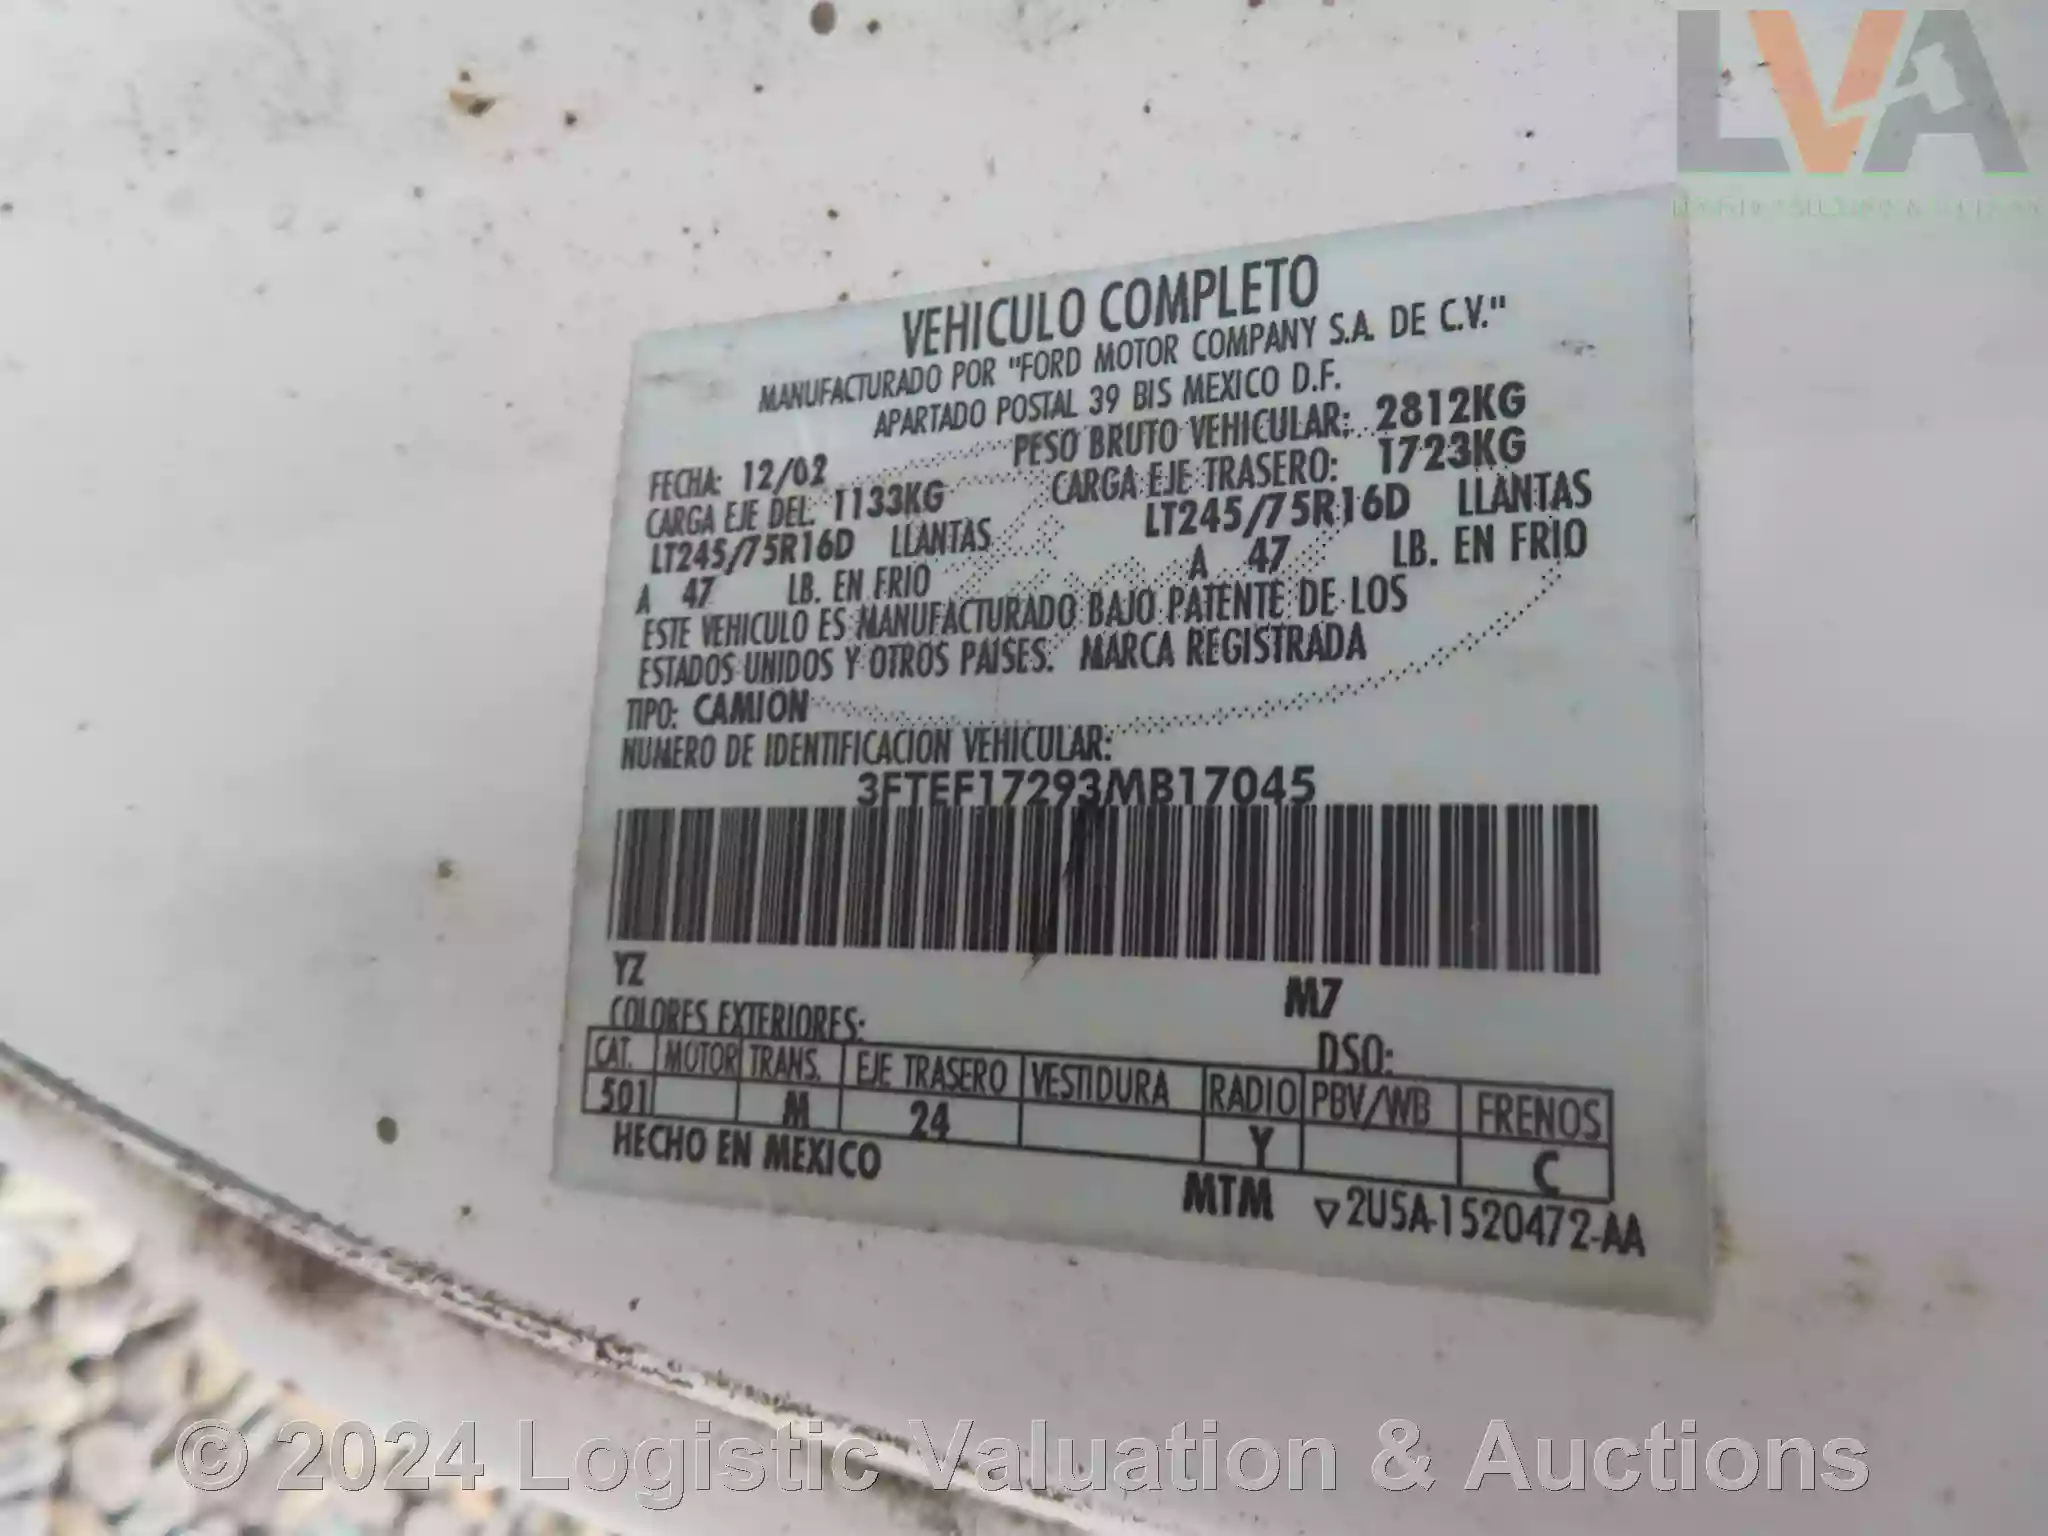 LVA
VEHICULO COMPLETO
MANUFACTURADO POR "FORD MOTOR COMPANY S.A. DE C.V."
APARTADO POSTAL 39 BIS MEXICO D.F.
FECHA: 12/02 PESO BRUTO VEHICULAR: 2812KG
CARGA EJE DEL. 1133KG CARGA EJE TRASERO: 1723KG
LT245/75R16D LLANTAS LT245/75R16D LLANTAS
A 47 LB. EN FRIO A 47 LB. EN FRIO
ESTE VEHICULO ES MANUFACTURADO BAJO PATENTE DE LOS
ESTADOS UNIDOS Y OTROS PAISES. MARCA REGISTRADA
TIPO: CAMION
NUMERO DE IDENTIFICACION VEHICULAR:
3FTEF17293MB17045
YZ M7
COLORES EXTERIORES: DSO:
CAT. MOTOR TRANS. EJE TRASERO VESTIDURA RADIO PBV/WB FRENOS
501 M 24 Y C
HECHO EN MEXICO MTM ▽2U5A-1520472-AA
© 2024 Logistic Valuation & Auctions